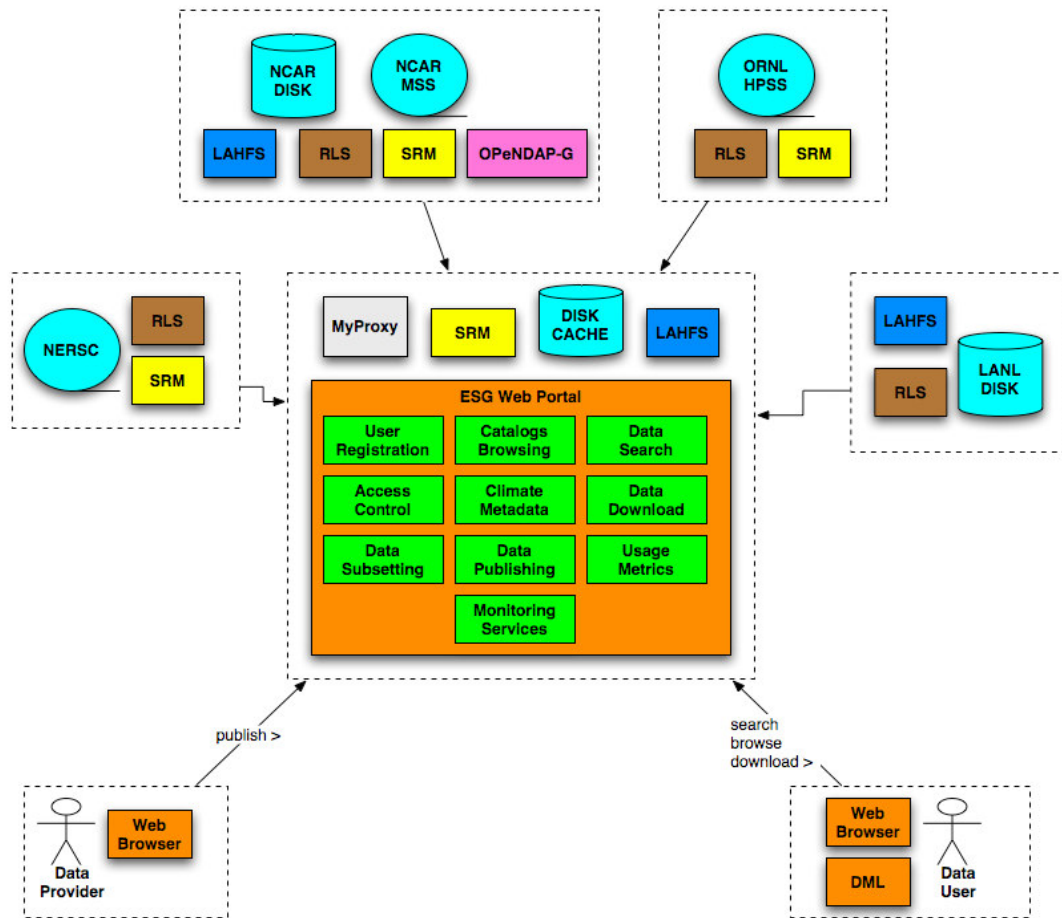 NCAR
DISK
NCAR
MSS
LAHFS
RLS
SRM
OPeNDAP-G
ORNL
HPSS
RLS
SRM
NERSC
RLS
SRM
MyProxy
SRM
DISK
CACHE
LAHFS
LAHFS
RLS
LANL
DISK
ESG Web Portal
User
Registration
Catalogs
Browsing
Data
Search
Access
Control
Climate
Metadata
Data
Download
Data
Subsetting
Data
Publishing
Usage
Metrics
Monitoring
Services
publish >
search
browse
download >
Data
Provider
Web
Browser
Web
Browser
DML
Data
User